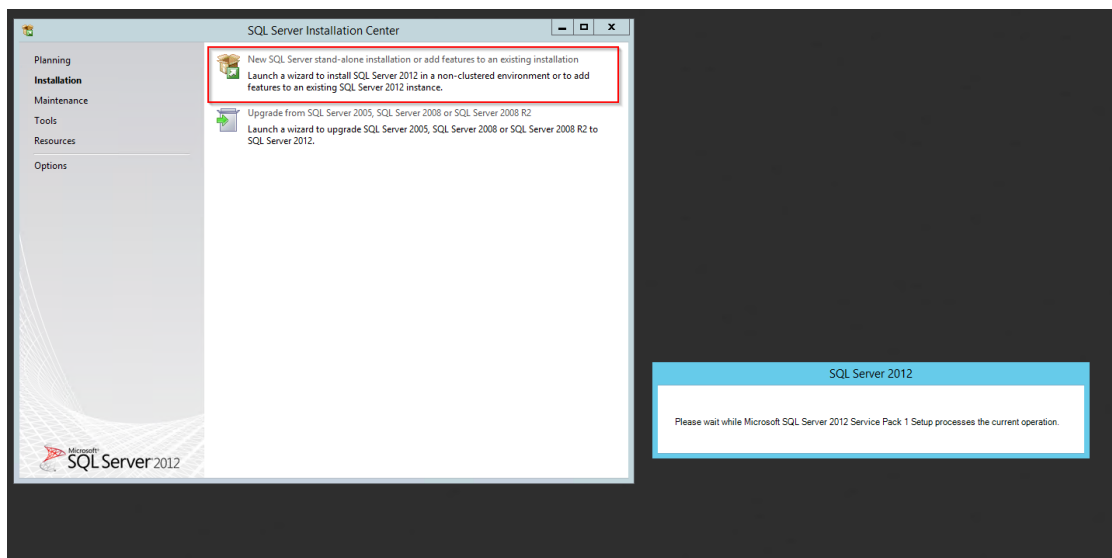 SQL Server Installation Center
Planning
Installation
Maintenance
Tools
Resources
Options
New SQL Server stand-alone installation or add features to an existing installation
Launch a wizard to install SQL Server 2012 in a non-clustered environment or to add
features to an existing SQL Server 2012 instance.
Upgrade from SQL Server 2005, SQL Server 2008 or SQL Server 2008 R2
Launch a wizard to upgrade SQL Server 2005, SQL Server 2008 or SQL Server 2008 R2 to
SQL Server 2012.
Microsoft
SQL Server 2012
SQL Server 2012
Please wait while Microsoft SQL Server 2012 Service Pack 1 Setup processes the current operation.